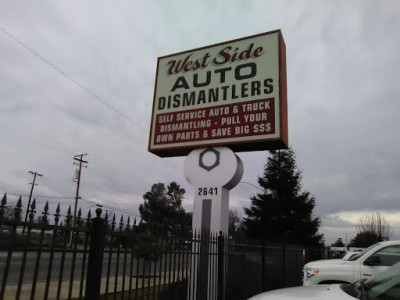 West Side
AUTO
DISMANTLERS
SELF SERVICE AUTO & TRUCK
DISMANTLING - PULL YOUR
OWN PARTS & SAVE BIG $$$
2641